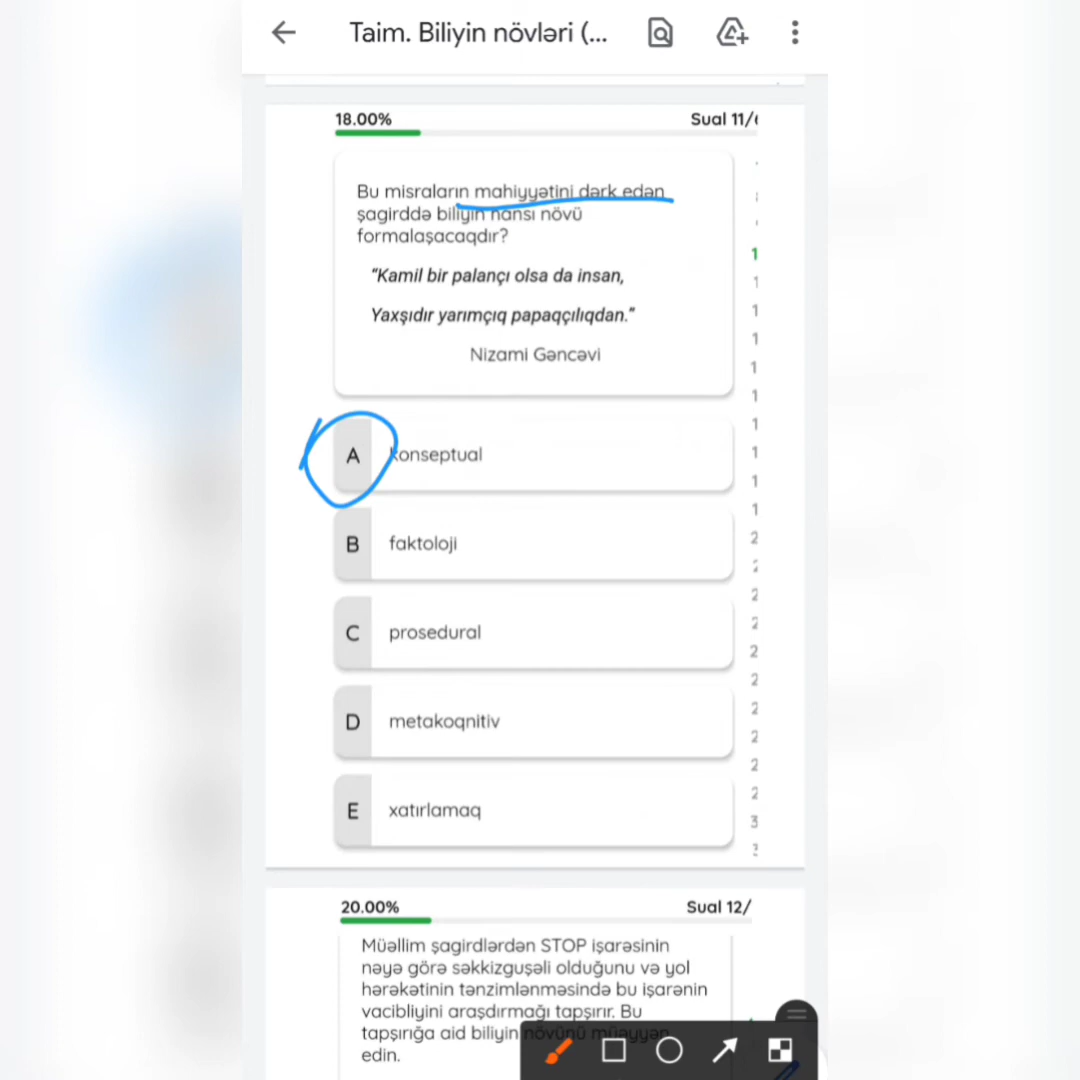 Taim. Biliyin növləri (...
18.00%
Sual 11/
Bu misraların mahiyyətini dərk edən
şagirddə biliyin hansı növü
formalaşacaqdır?
“Kamil bir palançı olsa da insan,
Yaxşıdır yarımçıq papaqçılıqdan.”
Nizami Gəncəvi
A konseptual
B faktoloji
C prosedural
D metakoqnitiv
E xatırlamaq
20.00%
Sual 12/
Müəllim şagirdlərdən STOP işarəsinin
nəyə görə səkkizguşəli olduğunu və yol
hərəkətinin tənzimlənməsində bu işarənin
vacibliyini araşdırmağı tapşırır. Bu
tapşırığa aid biliyin növünü müəyyən
edin.